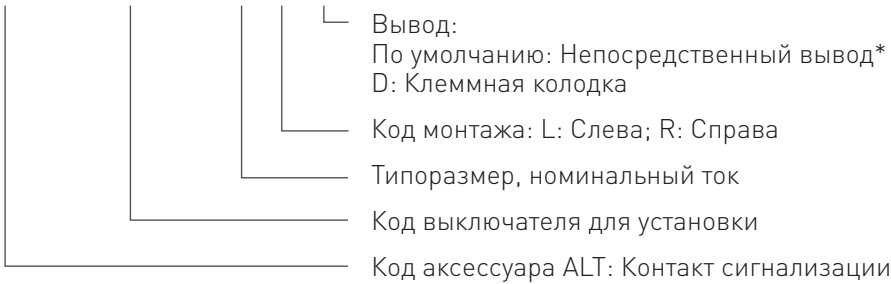 Вывод:
По умолчанию: Непосредственный вывод*
D: Клеммная колодка
Код монтажа: L: Слева; R: Справа
Типоразмер, номинальный ток
Код выключателя для установки
Код аксессуара ALT: Контакт сигнализации